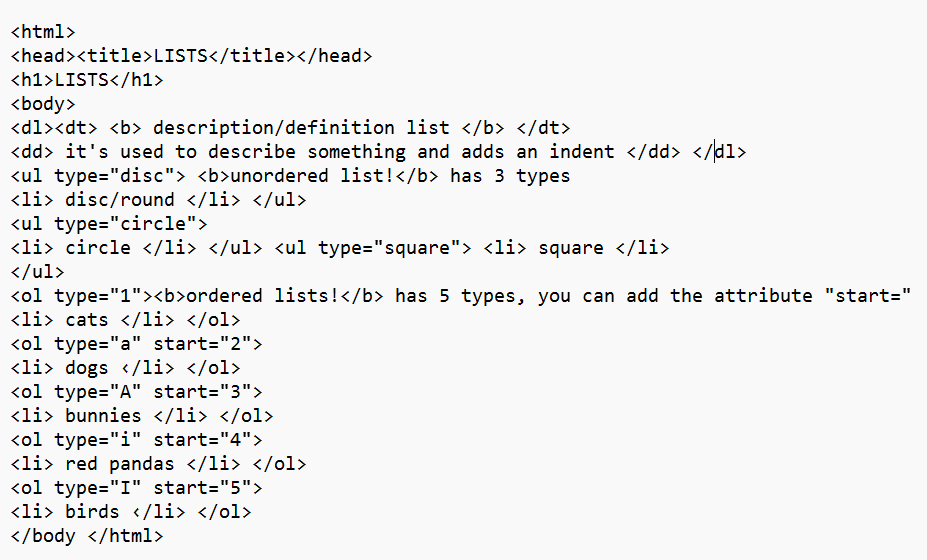 <html>
<head><title>LISTS</title></head>
<h1>LISTS</h1>
<body>
<dl><dt> <b> description/definition list </b> </dt>
<dd> it's used to describe something and adds an indent </dd> </dl>
<ul type="disc"> <b>unordered list!</b> has 3 types
<li> disc/round </li> </ul>
<ul type="circle">
<li> circle </li> </ul> <ul type="square"> <li> square </li>
</ul>
<ol type="1"><b>ordered lists!</b> has 5 types, you can add the attribute "start="
<li> cats </li> </ol>
<ol type="a" start="2">
<li> dogs </li> </ol>
<ol type="A" start="3">
<li> bunnies </li> </ol>
<ol type="i" start="4">
<li> red pandas </li> </ol>
<ol type="I" start="5">
<li> birds </li> </ol>
</body </html>